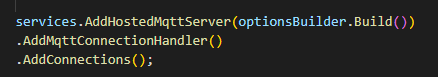 services.AddHostedMqttServer(optionsBuilder.Build())
.AddMqttConnectionHandler()
.AddConnections();